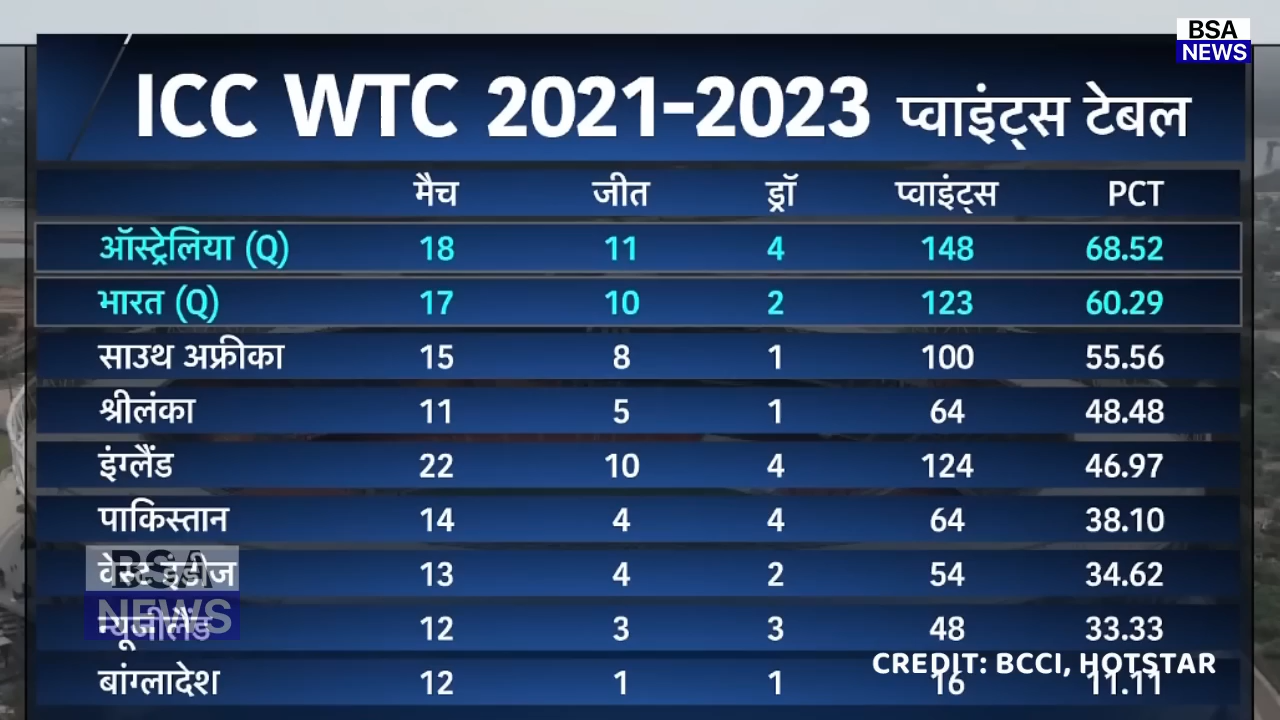 BSA
NEWS
ICC WTC 2021-2023 प्वाइंट्स टेबल
मैच जीत ड्रॉ प्वाइंट्स PCT
ऑस्ट्रेलिया (Q) 18 11 4 148 68.52
भारत (Q) 17 10 2 123 60.29
साउथ अफ्रीका 15 8 1 100 55.56
श्रीलंका 11 5 1 64 48.48
इंग्लैंड 22 10 4 124 46.97
पाकिस्तान 14 4 4 64 38.10
BSA
वेस्ट इंडीज 13 4 2 54 34.62
NEWS
न्यूजीलैंड 12 3 3 48 33.33
CREDIT: BCCI, HOTSTAR
बांग्लादेश 12 1 1 16 11.11